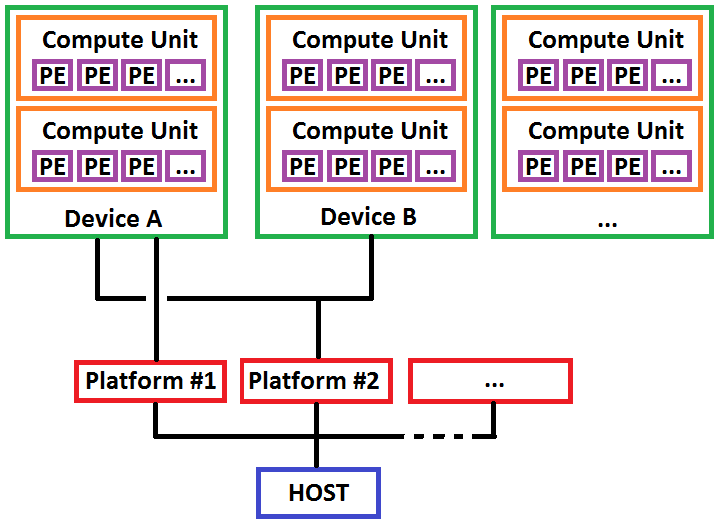 Compute Unit
PE PE PE ...
Compute Unit
PE PE PE ...
Device A
Compute Unit
PE PE PE ...
Compute Unit
PE PE PE ...
Device B
Compute Unit
PE PE PE ...
Compute Unit
PE PE PE ...
...
Platform #1
Platform #2
...
HOST